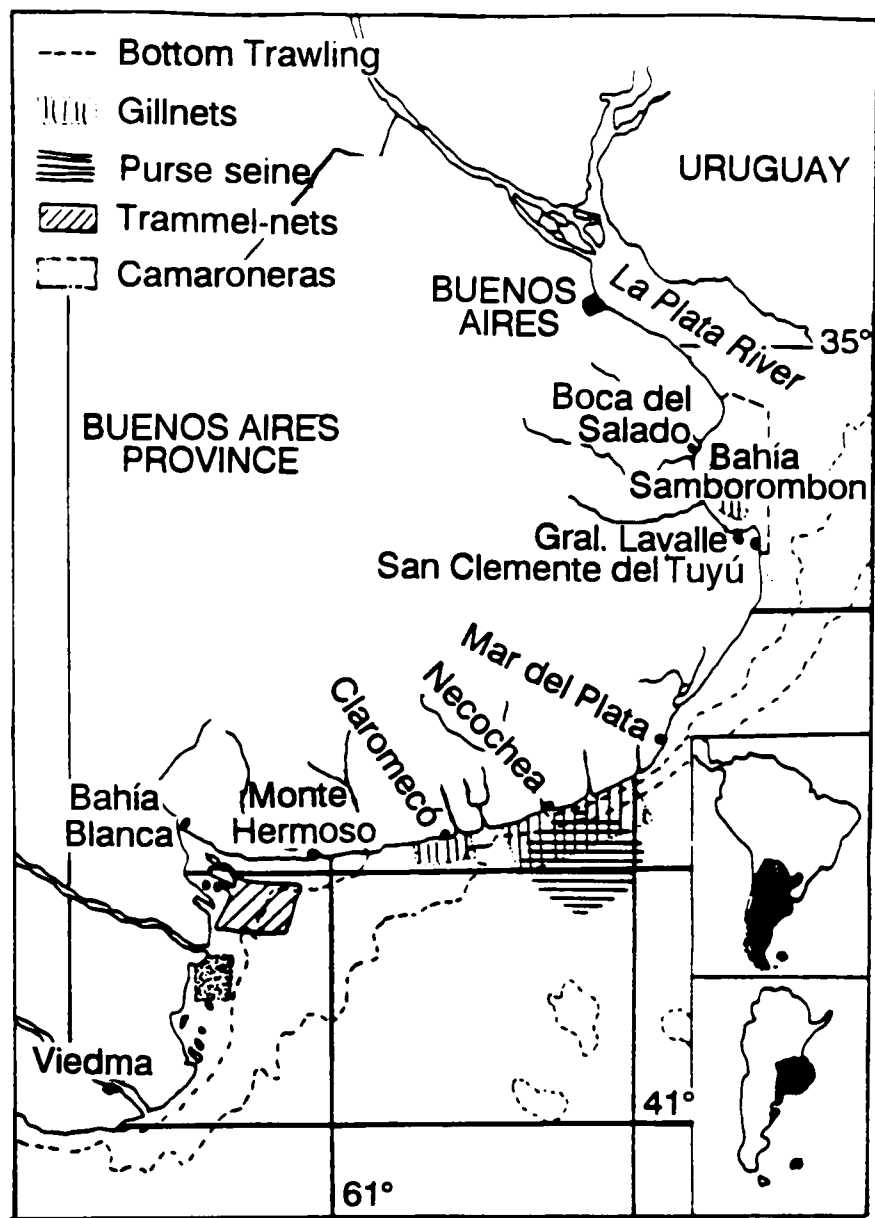 Bottom Trawling
Gillnets
Purse seine
Trammel-nets
Camaroneras
URUGUAY
BUENOS
AIRES
La Plata River
35°
Boca del
Salado
BUENOS AIRES
PROVINCE
Bahía
Samborombon
Gral. Lavalle
San Clemente del Tuyú
Mar del Plata
Necochea
Claromecó
Bahía
Blanca
Monte
Hermoso
Viedma
41°
61°